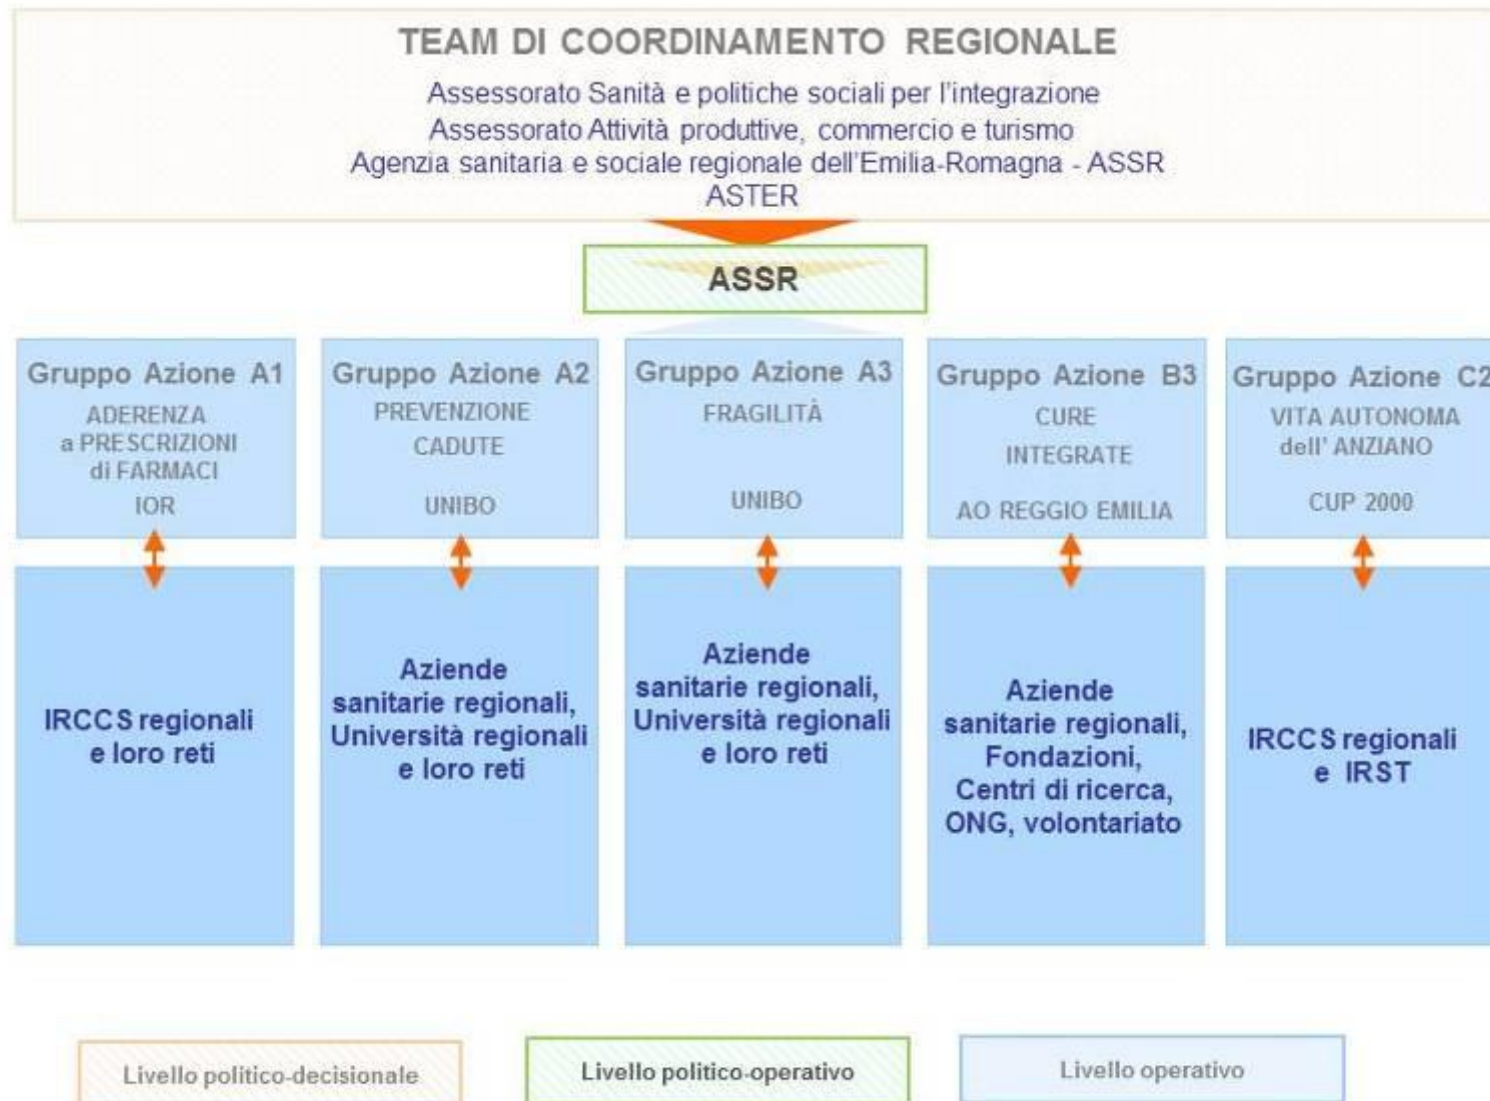 TEAM DI COORDINAMENTO REGIONALE
Assessorato Sanità e politiche sociali per l'integrazione
Assessorato Attività produttive, commercio e turismo
Agenzia sanitaria e sociale regionale dell'Emilia-Romagna - ASSR
ASTER
ASSR
Gruppo Azione A1
ADERENZA
a PRESCRIZIONI
di FARMACI
IOR
Gruppo Azione A2
PREVENZIONE
CADUTE
UNIBO
Gruppo Azione A3
FRAGILITÀ
UNIBO
Gruppo Azione B3
CURE
INTEGRATE
AO REGGIO EMILIA
Gruppo Azione C2
VITA AUTONOMA
dell' ANZIANO
CUP 2000
IRCCS regionali
e loro reti
Aziende
sanitarie regionali,
Università regionali
e loro reti
Aziende
sanitarie regionali,
Università regionali
e loro reti
Aziende
sanitarie regionali,
Fondazioni,
Centri di ricerca,
ONG, volontariato
IRCCS regionali
e IRST
Livello politico-decisionale
Livello politico-operativo
Livello operativo